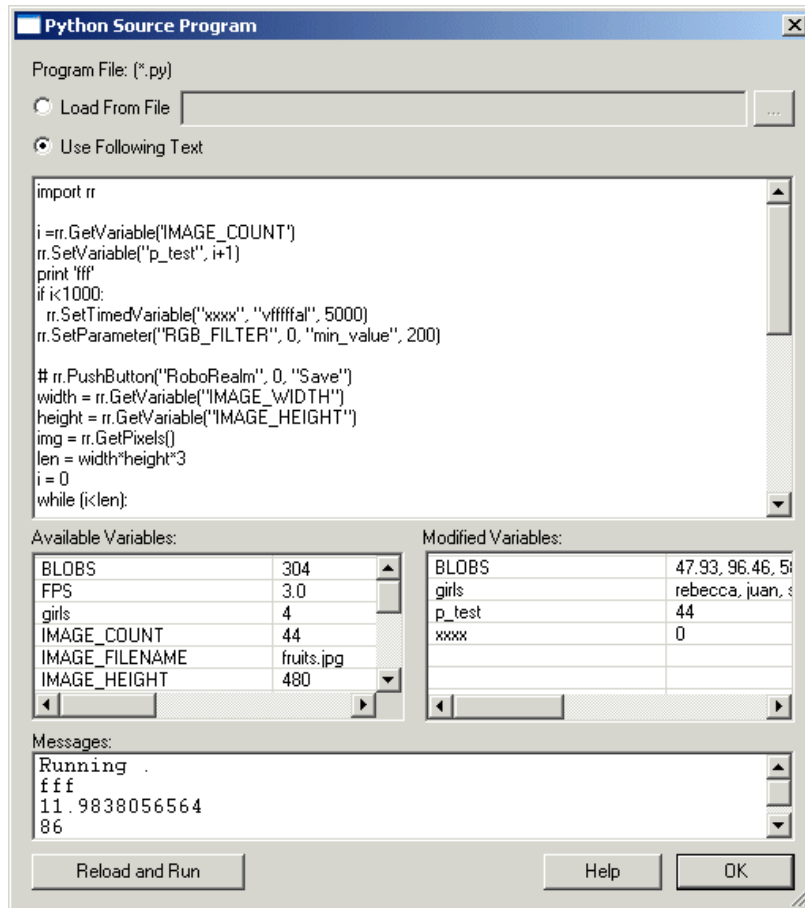 Python Source Program
Program File: (*.py)
Load From File
...
Use Following Text
import rr
i =rr.GetVariable('IMAGE_COUNT')
rr.SetVariable("p_test", i+1)
print 'fff'
if i<1000:
rr.SetTimedVariable("xxxx", "vfffffal", 5000)
rr.SetParameter("RGB_FILTER", 0, "min_value", 200)
# rr.PushButton("RoboRealm", 0, "Save")
width = rr.GetVariable("IMAGE_WIDTH")
height = rr.GetVariable("IMAGE_HEIGHT")
img = rr.GetPixels()
len = width*height*3
i = 0
while (i<len):
Available Variables:
BLOBS 304
FPS 3.0
girls 4
IMAGE_COUNT 44
IMAGE_FILENAME fruits.jpg
IMAGE_HEIGHT 480
Modified Variables:
BLOBS 47.93, 96.46, 58
girls rebecca, juan, s
p_test 44
xxxx 0
Messages:
Running .
fff
11.9838056564
86
Reload and Run
Help
OK